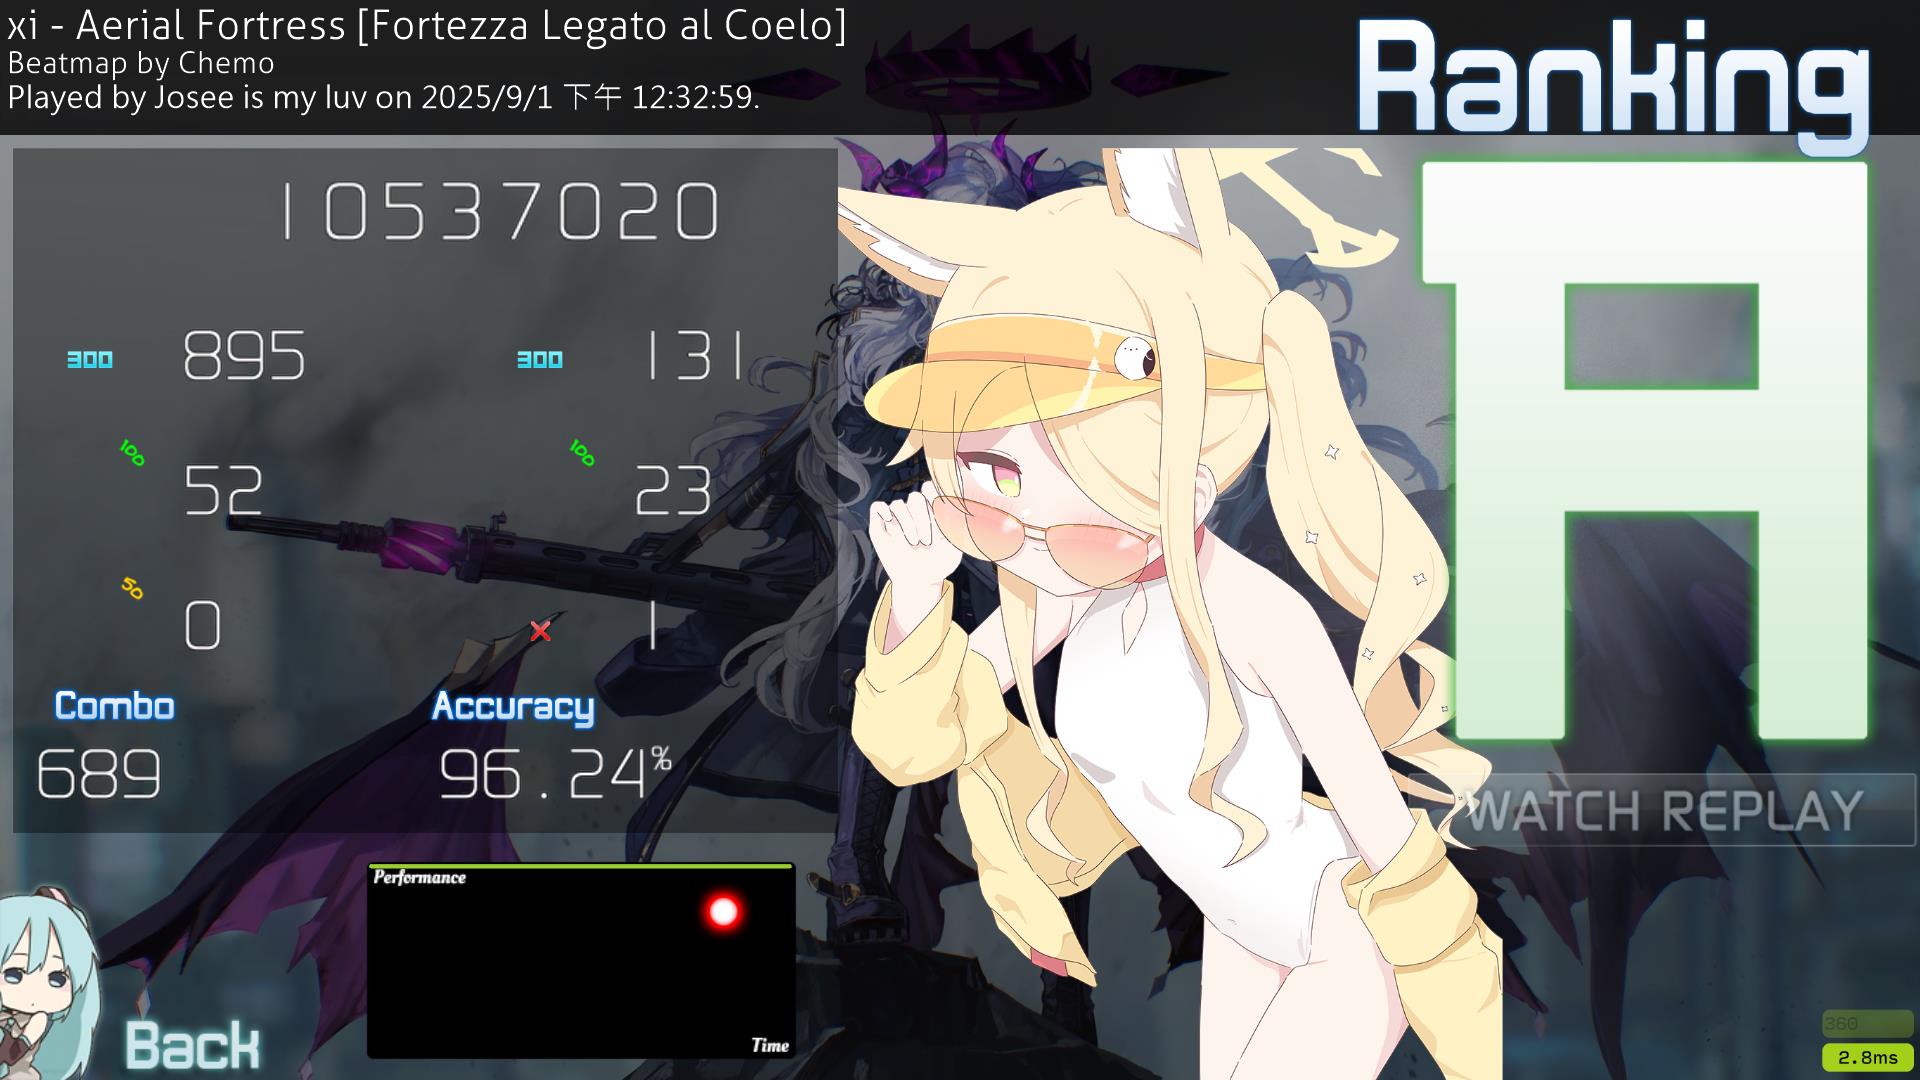 xi - Aerial Fortress [Fortezza Legato al Coelo]
Beatmap by Chemo
Played by Josee is my luv on 2025/9/1 下午 12:32:59.
Ranking
10537020
300 895 300 131
100 52 100 23
50 0 1
Combo Accuracy
689 96.24%
A
WATCH REPLAY
Performance
Time
Back
360
2.8ms